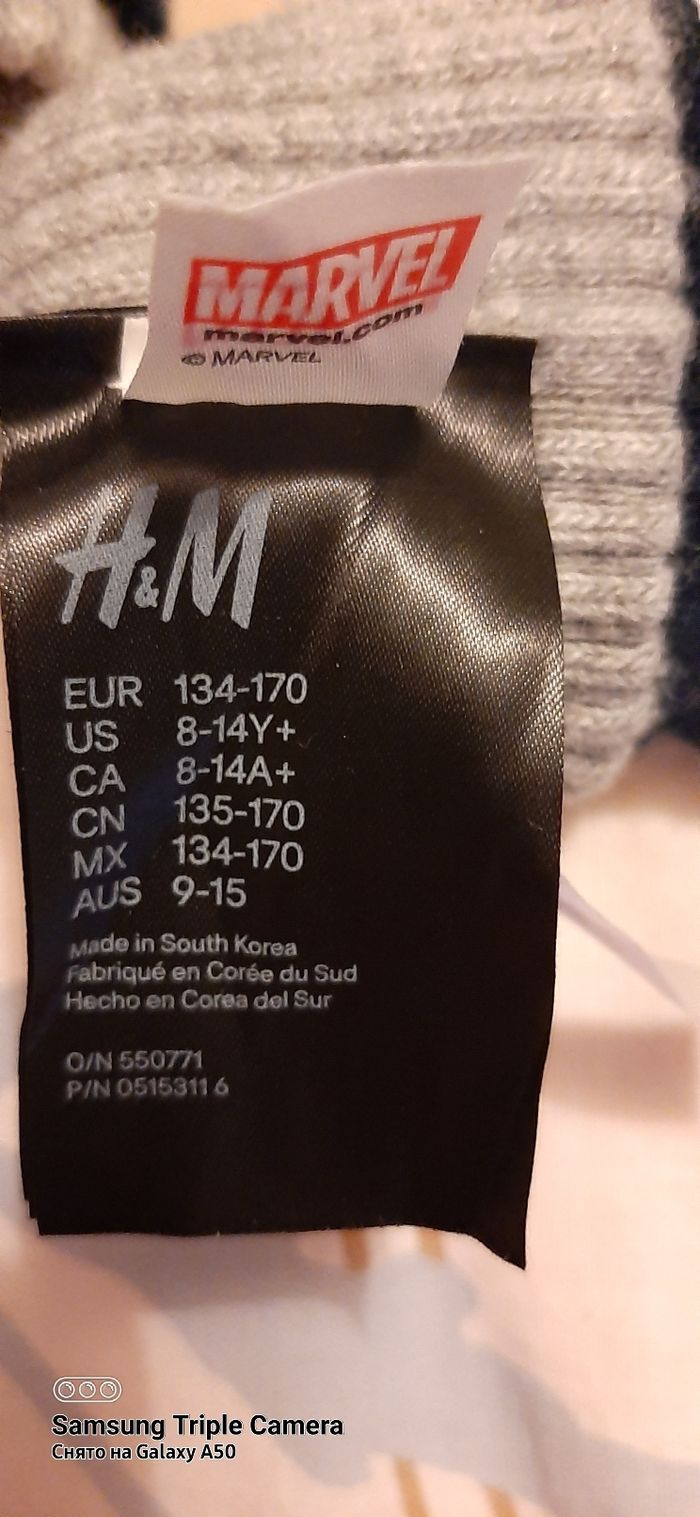 MARVEL
marvel.com
© MARVEL
H&M
EUR 134-170
US 8-14Y+
CA 8-14A+
CN 135-170
MX 134-170
AUS 9-15
Made in South Korea
Fabriqué en Corée du Sud
Hecho en Corea del Sur
O/N 550771
P/N 0515311 6
Samsung Triple Camera
Снято на Galaxy A50